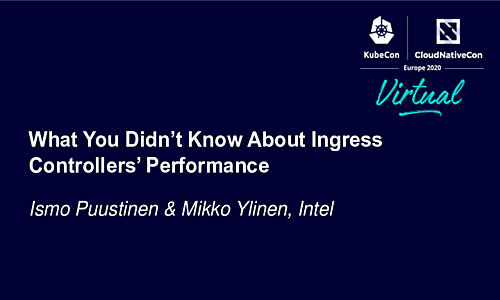 KubeCon
CloudNativeCon
Europe 2020
Virtual
What You Didn’t Know About Ingress
Controllers’ Performance
Ismo Puustinen & Mikko Ylinen, Intel